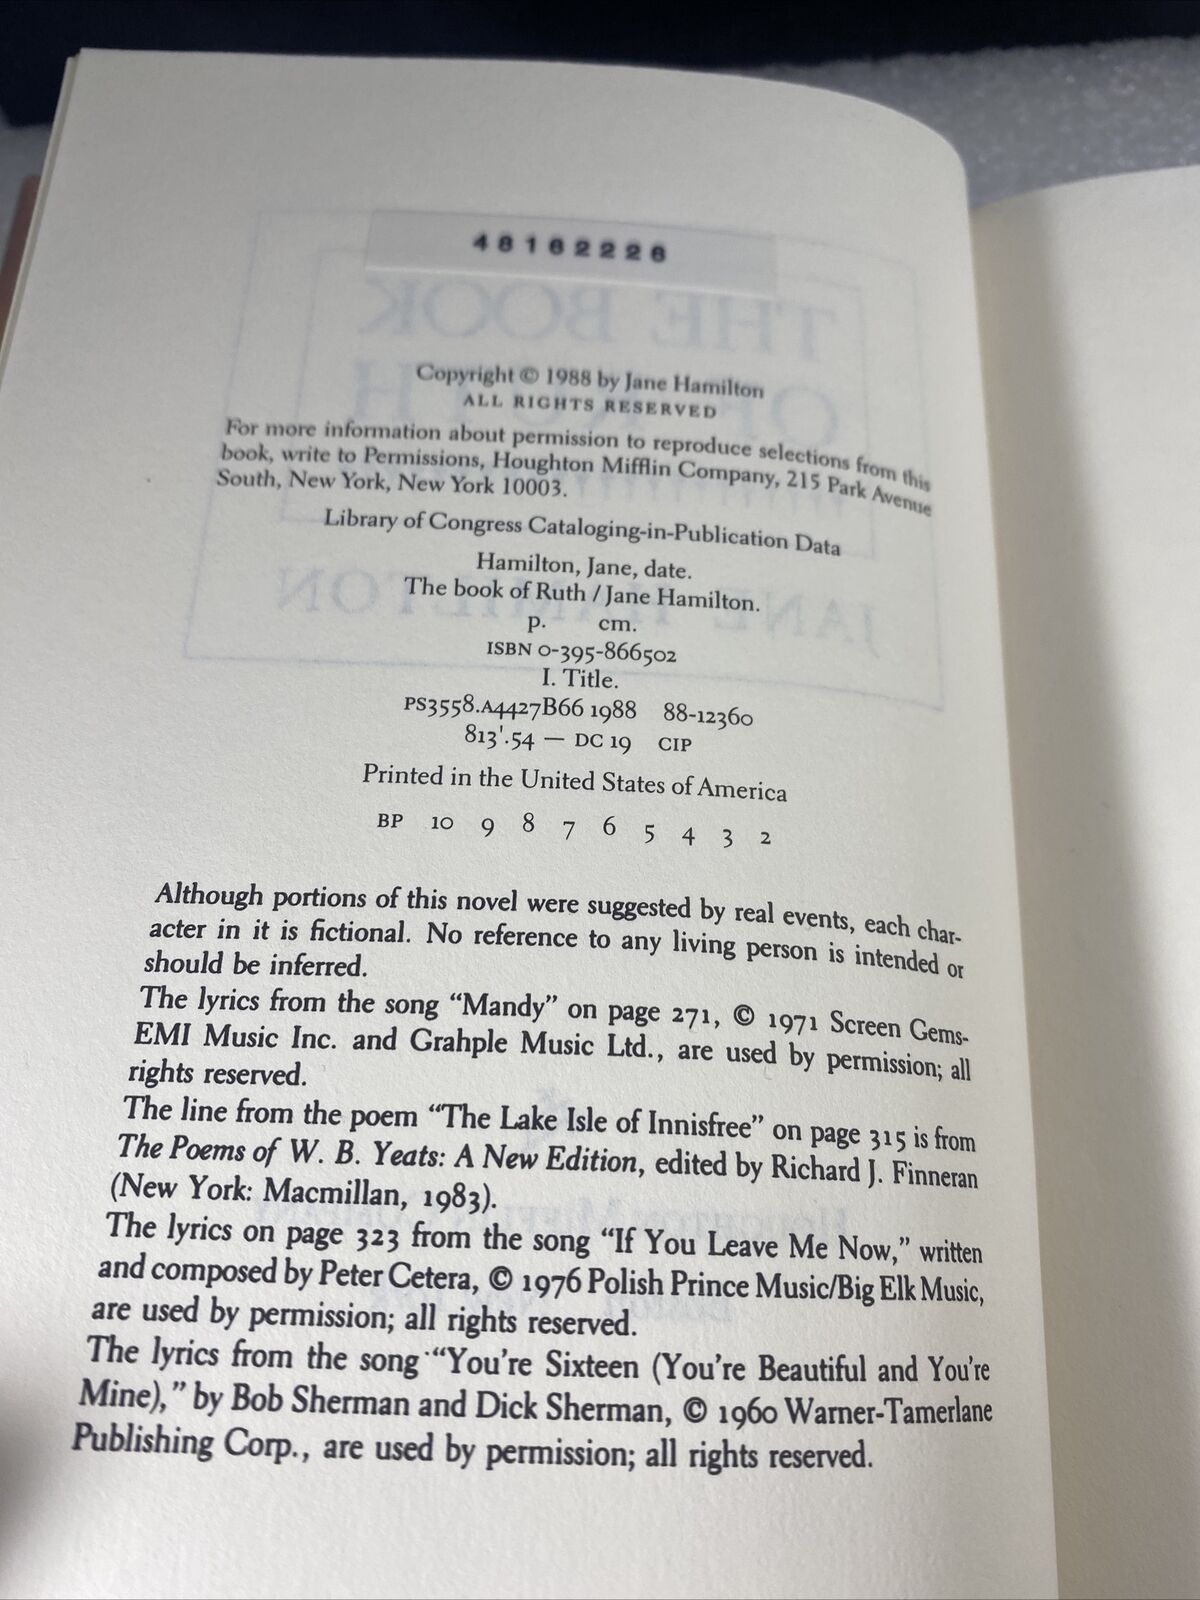 48162226
Copyright © 1988 by Jane Hamilton
ALL RIGHTS RESERVED
For more information about permission to reproduce selections from this
book, write to Permissions, Houghton Mifflin Company, 215 Park Avenue
South, New York, New York 10003.
Library of Congress Cataloging-in-Publication Data
Hamilton, Jane, date.
The book of Ruth / Jane Hamilton.
p. cm.
ISBN 0-395-866502
I. Title.
PS3558.A4427B66 1988 88-12360
813'.54 — DC 19 CIP
Printed in the United States of America
BP 10 9 8 7 6 5 4 3 2
Although portions of this novel were suggested by real events, each char-
acter in it is fictional. No reference to any living person is intended or
should be inferred.
The lyrics from the song “Mandy” on page 271, © 1971 Screen Gems-
EMI Music Inc. and Grahple Music Ltd., are used by permission; all
rights reserved.
The line from the poem “The Lake Isle of Innisfree” on page 315 is from
The Poems of W. B. Yeats: A New Edition, edited by Richard J. Finneran
(New York: Macmillan, 1983).
The lyrics on page 323 from the song “If You Leave Me Now,” written
and composed by Peter Cetera, © 1976 Polish Prince Music/Big Elk Music,
are used by permission; all rights reserved.
The lyrics from the song “You’re Sixteen (You’re Beautiful and You’re
Mine),” by Bob Sherman and Dick Sherman, © 1960 Warner-Tamerlane
Publishing Corp., are used by permission; all rights reserved.